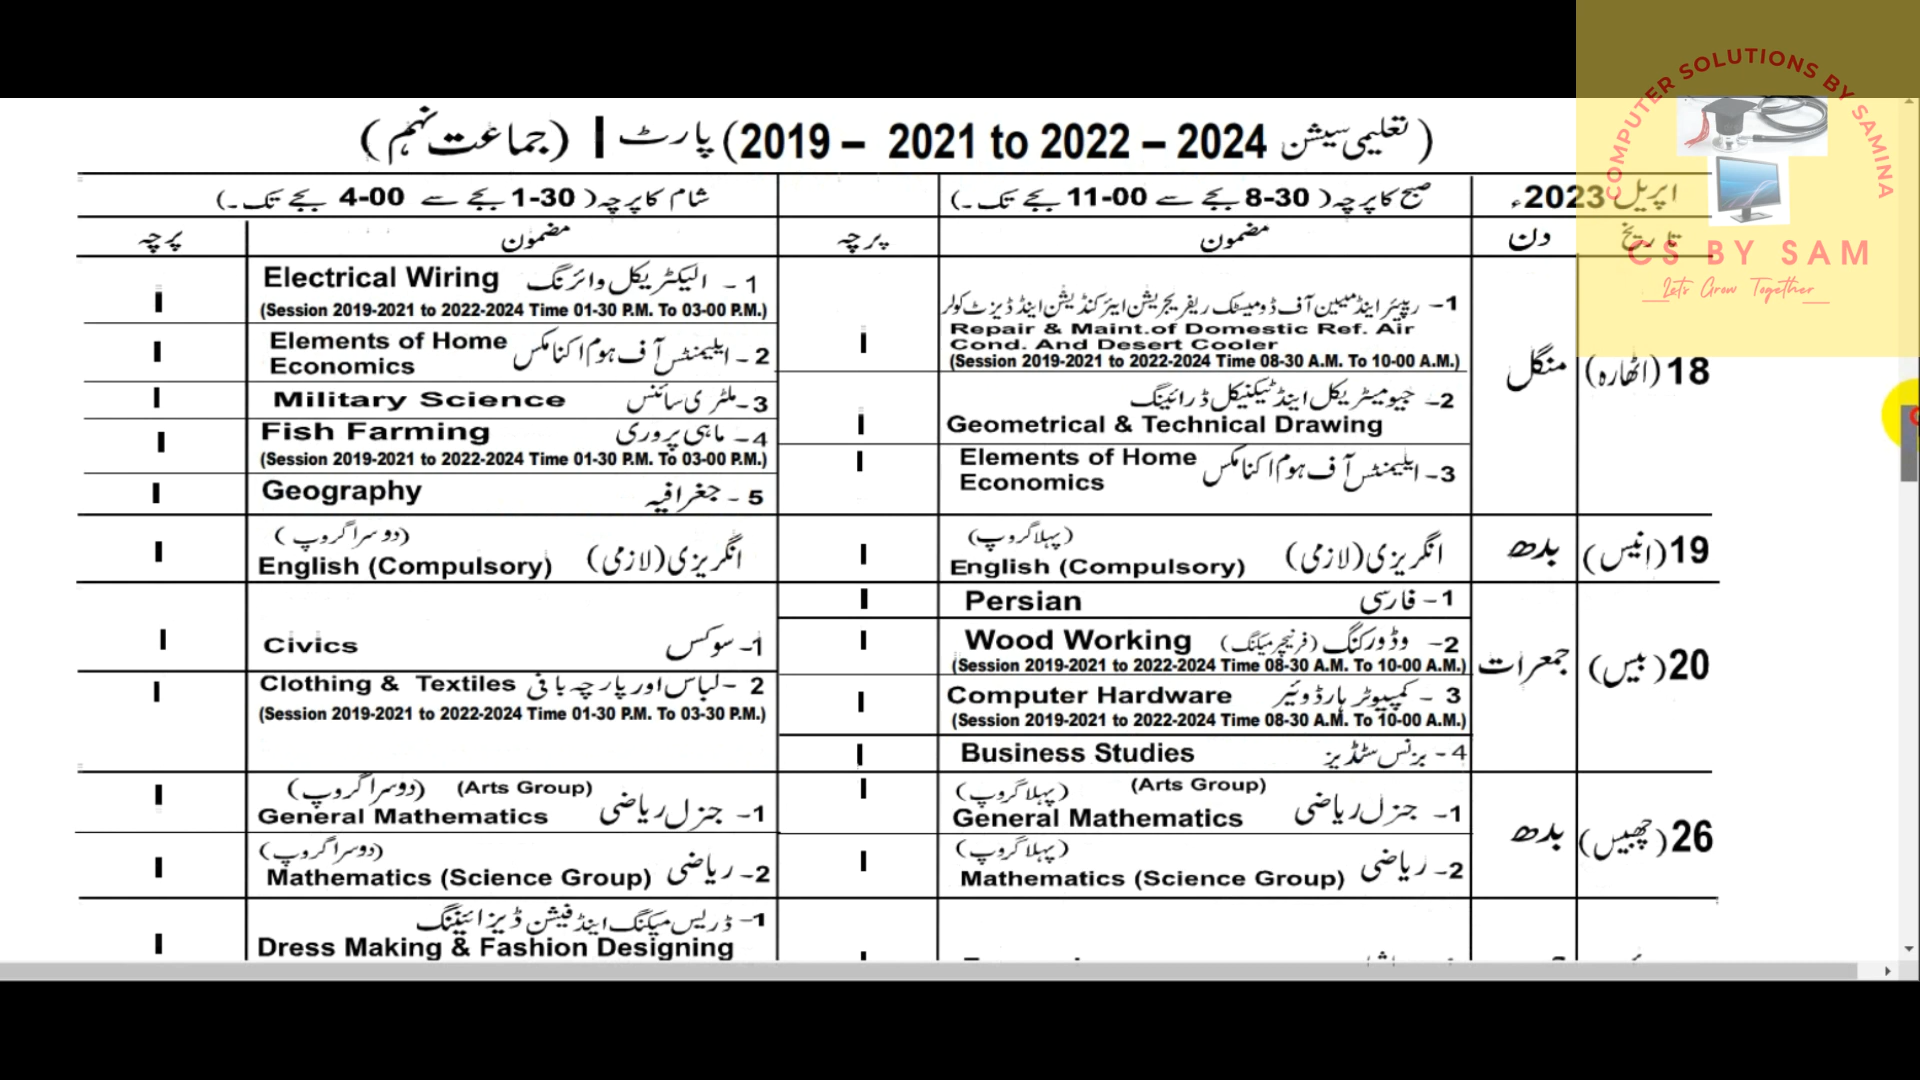 (تعلیمی سیشن 2019 – 2021 to 2022 – 2024) پارٹ I (جماعت نہم)
اپریل 2023ء
صبح کا پرچہ (8-30 بجے سے 11-00 بجے تک۔)
شام کا پرچہ (1-30 بجے سے 4-00 بجے تک۔)
تاریخ دن مضمون پرچہ مضمون پرچہ
18 (اٹھارہ) منگل
1- ریپئر اینڈ مینٹین آف ڈومیسٹک ریفریجریشن ایئرکنڈیشن اینڈ ڈیزٹ کولر
Repair & Maint.of Domestic Ref. Air
Cond. And Desert Cooler
(Session 2019-2021 to 2022-2024 Time 08-30 A.M. To 10-00 A.M.)
I
2- جیومیٹریکل اینڈ ٹیکنیکل ڈرائینگ
Geometrical & Technical Drawing
I
3- ایلیمنٹس آف ہوم اکنامکس
Elements of Home
Economics
I
1 - الیکٹریکل وائرنگ Electrical Wiring
(Session 2019-2021 to 2022-2024 Time 01-30 P.M. To 03-00 P.M.)
I
2 - ایلیمنٹس آف ہوم اکنامکس
Elements of Home
Economics
I
3- ملٹری سائنس Military Science
I
4 - ماہی پروری Fish Farming
(Session 2019-2021 to 2022-2024 Time 01-30 P.M. To 03-00 P.M.)
I
5 - جغرافیہ Geography
I
19 (انیس) بدھ
(پہلا گروپ)
انگریزی (لازمی) English (Compulsory)
I
(دوسرا گروپ)
انگریزی (لازمی) English (Compulsory)
I
20 (بیس) جمعرات
1 - فارسی Persian
I
2- وڈ ورکنگ (فرنیچر میکنگ) Wood Working
(Session 2019-2021 to 2022-2024 Time 08-30 A.M. To 10-00 A.M.)
I
3 - کمپیوٹر ہارڈ وئیر Computer Hardware
(Session 2019-2021 to 2022-2024 Time 08-30 A.M. To 10-00 A.M.)
I
4 - بزنس سٹڈیز Business Studies
I
1- سوکس Civics
I
2 - لباس اور پارچہ بافی Clothing & Textiles
(Session 2019-2021 to 2022-2024 Time 01-30 P.M. To 03-30 P.M.)
I
26 (چھبیس) بدھ
(پہلا گروپ) (Arts Group)
1- جنرل ریاضی General Mathematics
I
(پہلا گروپ)
2- ریاضی Mathematics (Science Group)
I
(دوسرا گروپ) (Arts Group)
1- جنرل ریاضی General Mathematics
I
(دوسرا گروپ)
2- ریاضی Mathematics (Science Group)
I
1- ڈریس میکنگ اینڈ فیشن ڈیزائیننگ
Dress Making & Fashion Designing
I
COMPUTER SOLUTIONS BY SAMINA
CS BY SAM
Lets Grow Together